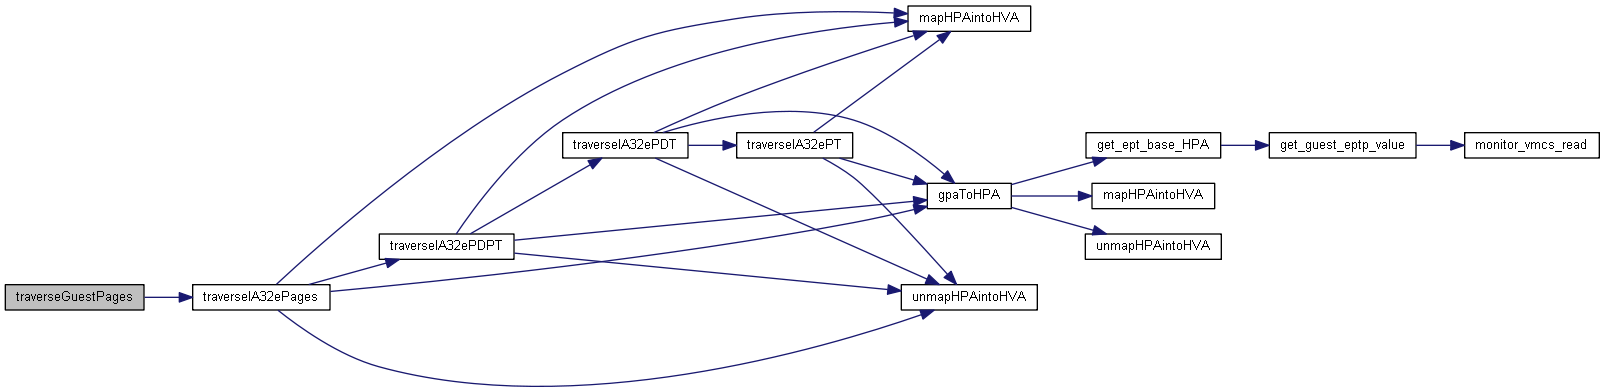 mapHPAintoHVA
traverseIA32ePDT
traverseIA32ePT
get_ept_base_HPA
get_guest_eptp_value
monitor_vmcs_read
gpaToHPA
mapHPAintoHVA
traverseIA32ePDPT
unmapHPAintoHVA
traverseGuestPages
traverseIA32ePages
unmapHPAintoHVA